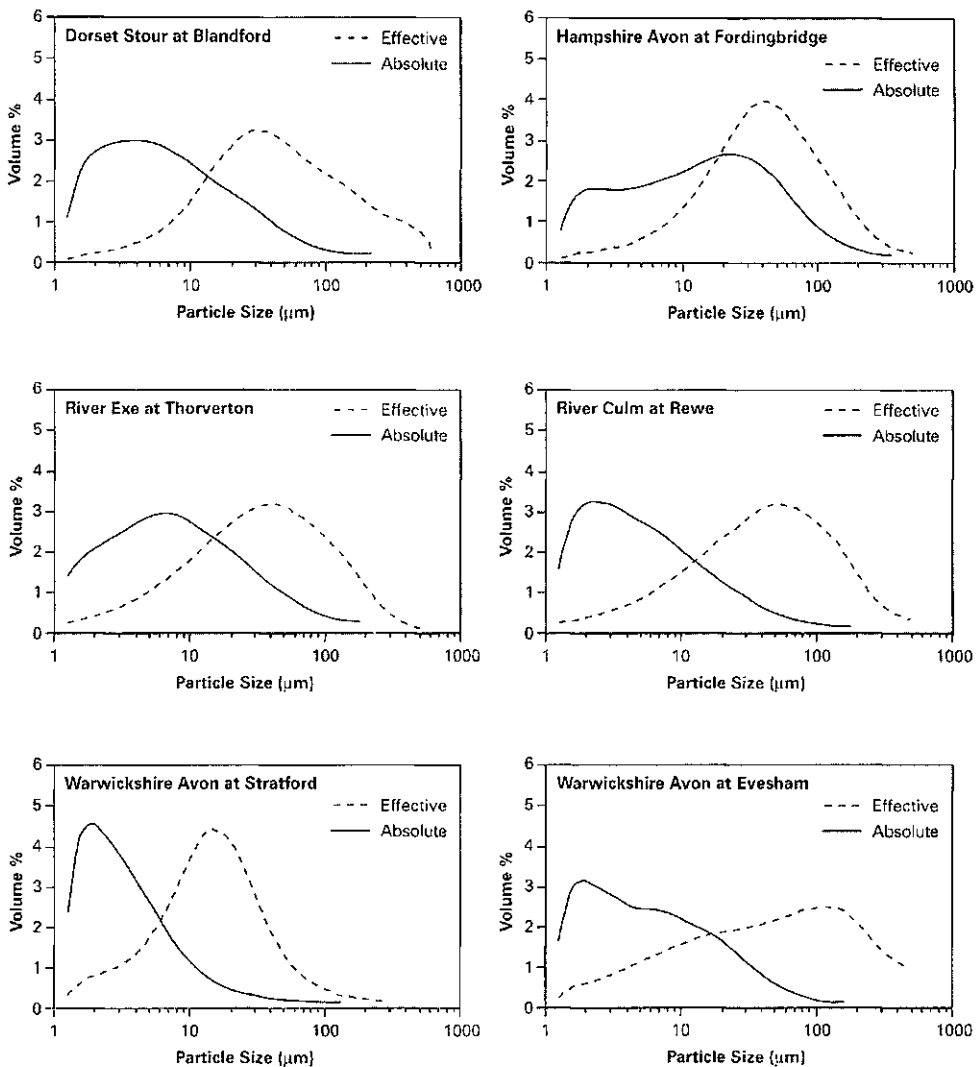 Dorset Stour at Blandford
Effective
Absolute
Volume %
6
5
4
3
2
1
0
1 10 100 1000
Particle Size (µm)
Hampshire Avon at Fordingbridge
Effective
Absolute
Volume %
6
5
4
3
2
1
0
1 10 100 1000
Particle Size (µm)
River Exe at Thorverton
Effective
Absolute
Volume %
6
5
4
3
2
1
0
1 10 100 1000
Particle Size (µm)
River Culm at Rewe
Effective
Absolute
Volume %
6
5
4
3
2
1
0
1 10 100 1000
Particle Size (µm)
Warwickshire Avon at Stratford
Effective
Absolute
Volume %
6
5
4
3
2
1
0
1 10 100 1000
Particle Size (µm)
Warwickshire Avon at Evesham
Effective
Absolute
Volume %
6
5
4
3
2
1
0
1 10 100 1000
Particle Size (µm)